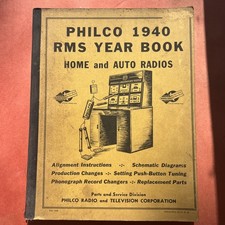 PHILCO 1940
RMS YEAR BOOK
HOME and AUTO RADIOS
Alignment Instructions -:- Schematic Diagrams
Production Changes -:- Setting Push-Button Tuning
Phonograph Record Changers -:- Replacement Parts
Parts and Service Division
PHILCO RADIO and TELEVISION CORPORATION